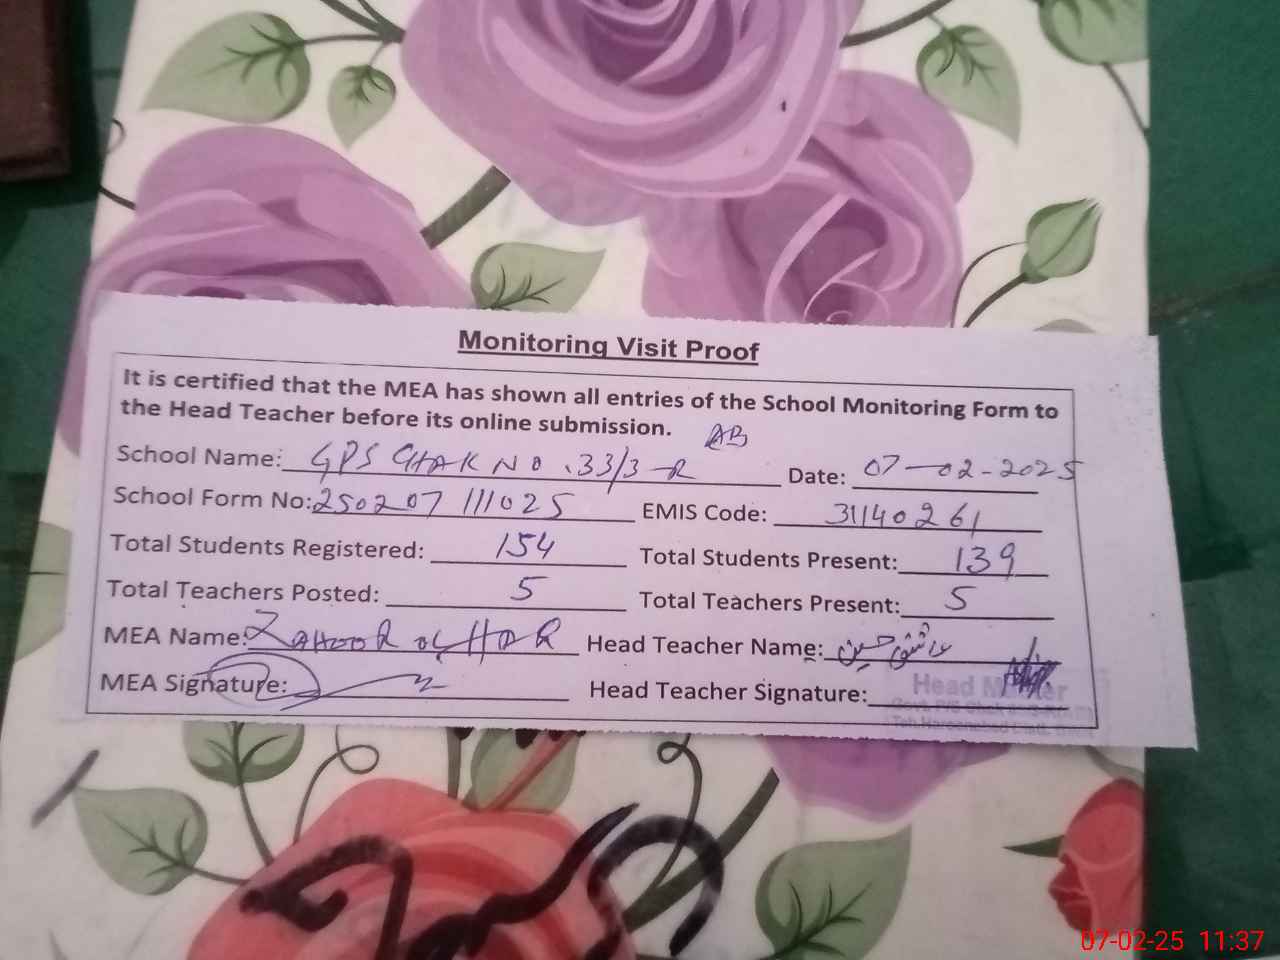 Monitoring Visit Proof
It is certified that the MEA has shown all entries of the School Monitoring Form to
the Head Teacher before its online submission.
AB
School Name: GPS CHAK NO. 33/3-R Date: 07-02-2025
School Form No: 250207 111025 EMIS Code: 31140261
Total Students Registered: 154 Total Students Present: 139
Total Teachers Posted: 5 Total Teachers Present: 5
MEA Name: ZAHOOR Head Teacher Name: عاشق حسین
MEA Signature: Head Teacher Signature:
Head Master
07-02-25 11:37